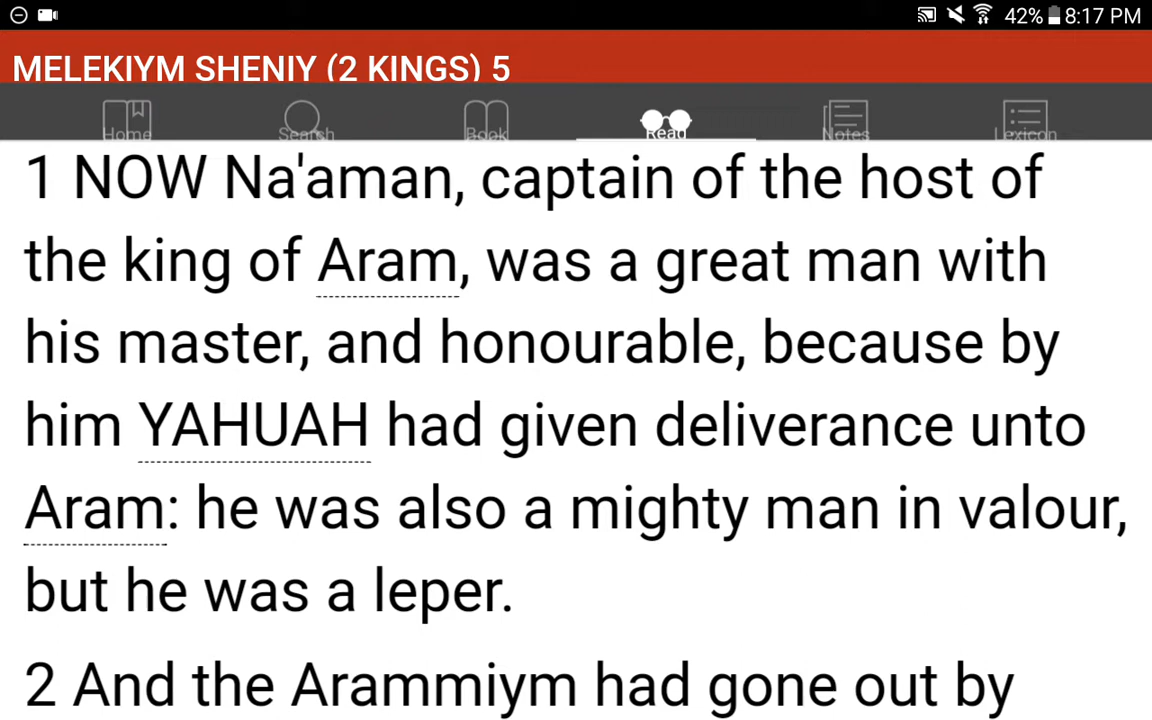 42% 8:17 PM
MELEKIYM SHENIY (2 KINGS) 5
Home Search Book Read Notes Lexicon
1 NOW Na'aman, captain of the host of
the king of Aram, was a great man with
his master, and honourable, because by
him YAHUAH had given deliverance unto
Aram: he was also a mighty man in valour,
but he was a leper.
2 And the Arammiym had gone out by